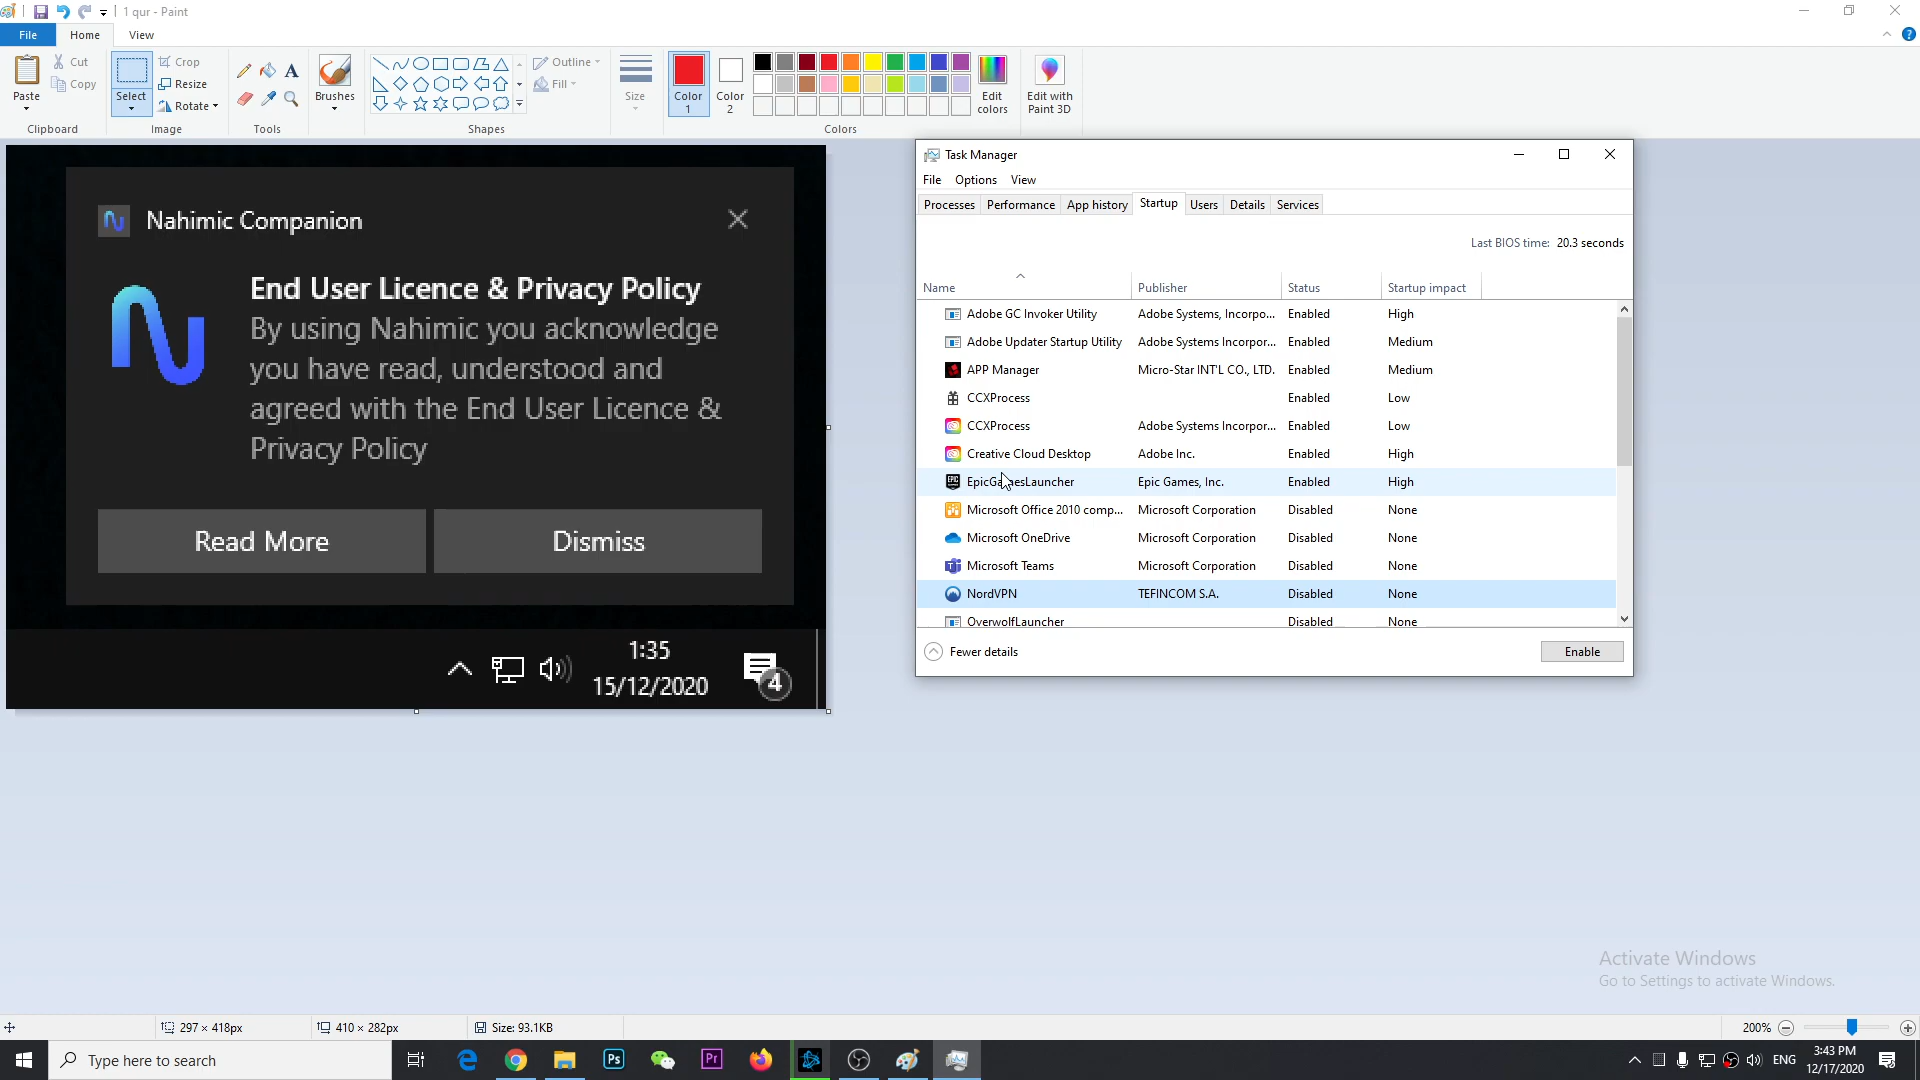 1 qur - Paint
File Home View
Paste
Cut
Copy
Clipboard
Select
Crop
Resize
Rotate
Image
A
Tools
Brushes
Shapes
Outline
Fill
Size
Color 1
Color 2
Colors
Edit colors
Edit with Paint 3D
Nahimic Companion
End User Licence & Privacy Policy
By using Nahimic you acknowledge
you have read, understood and
agreed with the End User Licence &
Privacy Policy
Read More Dismiss
1:35
15/12/2020
4
Task Manager
File Options View
Processes Performance App history Startup Users Details Services
Last BIOS time: 20.3 seconds
Name Publisher Status Startup impact
Adobe GC Invoker Utility Adobe Systems, Incorpo... Enabled High
Adobe Updater Startup Utility Adobe Systems Incorpor... Enabled Medium
APP Manager Micro-Star INT'L CO., LTD. Enabled Medium
CCXProcess Enabled Low
CCXProcess Adobe Systems Incorpor... Enabled Low
Creative Cloud Desktop Adobe Inc. Enabled High
EpicGamesLauncher Epic Games, Inc. Enabled High
Microsoft Office 2010 comp... Microsoft Corporation Disabled None
Microsoft OneDrive Microsoft Corporation Disabled None
Microsoft Teams Microsoft Corporation Disabled None
NordVPN TEFINCOM S.A. Disabled None
OverwolfLauncher Disabled None
Fewer details Enable
Activate Windows
Go to Settings to activate Windows.
297 × 418px 410 × 282px Size: 93.1KB 200%
Type here to search
Ps
Pr
ENG
3:43 PM
12/17/2020